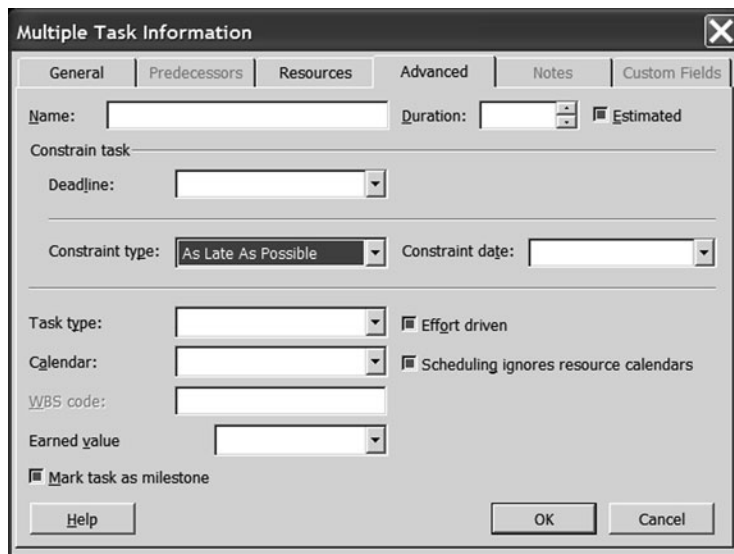 Multiple Task Information
General Predecessors Resources Advanced Notes Custom Fields
Name: Duration: Estimated
Constrain task
Deadline:
Constraint type: As Late As Possible Constraint date:
Task type: Effort driven
Calendar: Scheduling ignores resource calendars
WBS code:
Earned value
Mark task as milestone
Help OK Cancel